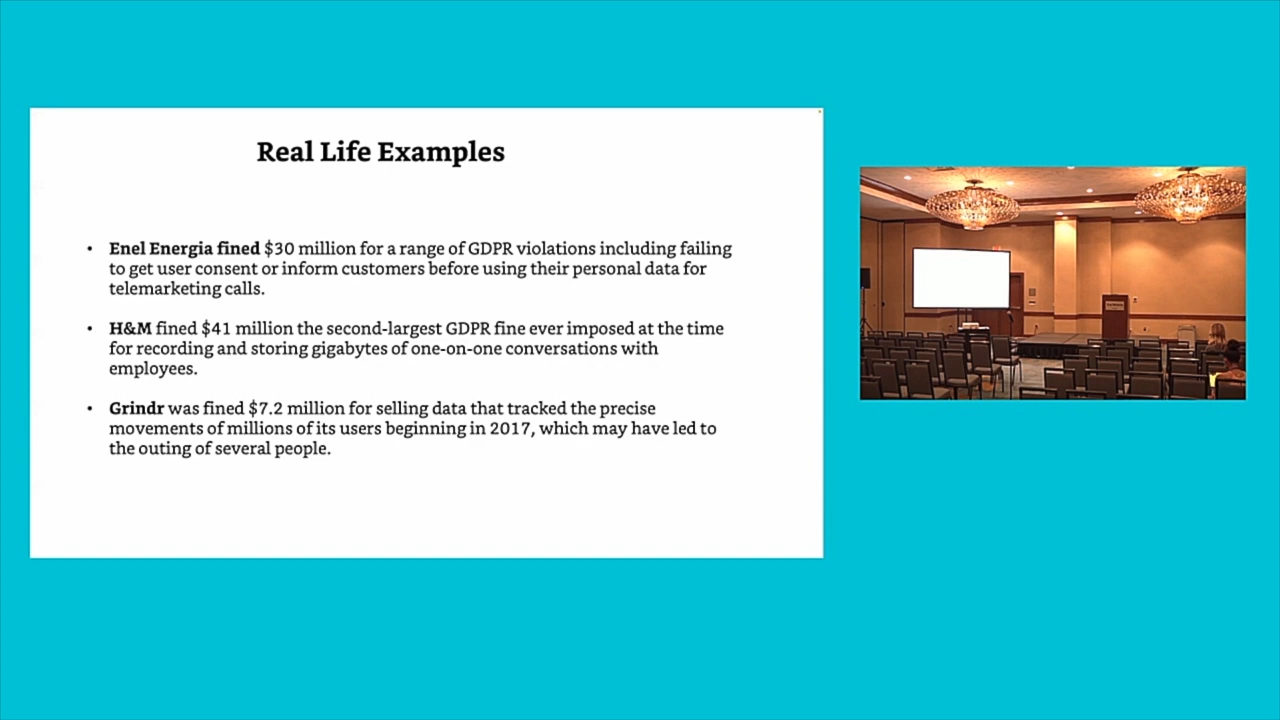 Real Life Examples
• Enel Energia fined $30 million for a range of GDPR violations including failing
to get user consent or inform customers before using their personal data for
telemarketing calls.
• H&M fined $41 million the second-largest GDPR fine ever imposed at the time
for recording and storing gigabytes of one-on-one conversations with
employees.
• Grindr was fined $7.2 million for selling data that tracked the precise
movements of millions of its users beginning in 2017, which may have led to
the outing of several people.